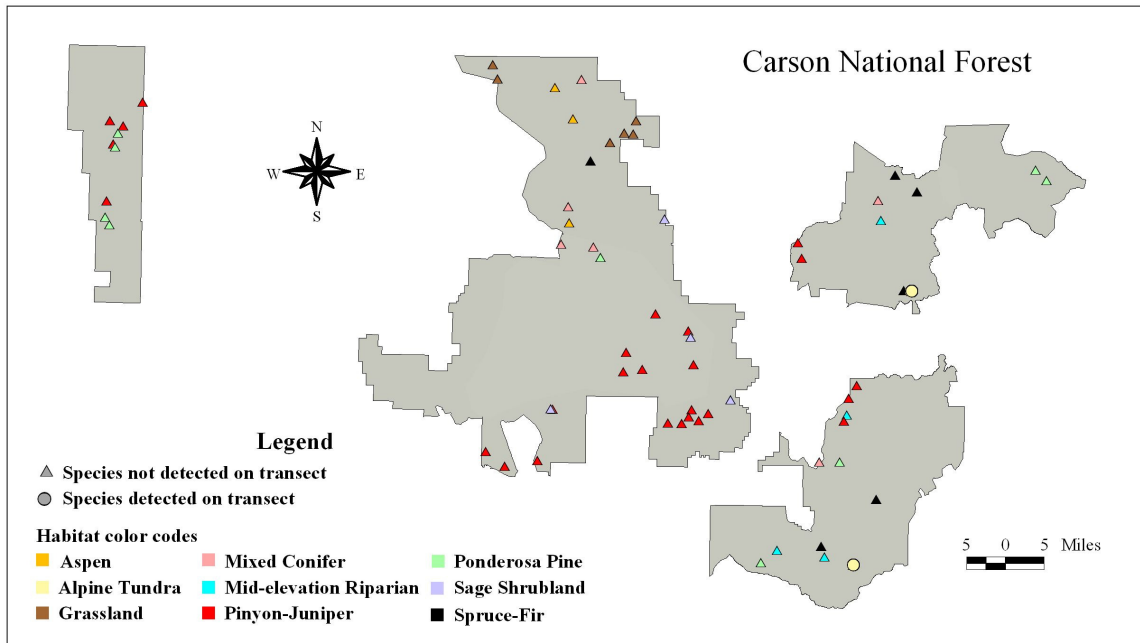 Carson National Forest
N
W E
S
Legend
Species not detected on transect
Species detected on transect
Habitat color codes
Aspen Mixed Conifer Ponderosa Pine
Alpine Tundra Mid-elevation Riparian Sage Shrubland
Grassland Pinyon-Juniper Spruce-Fir
5 0 5 Miles